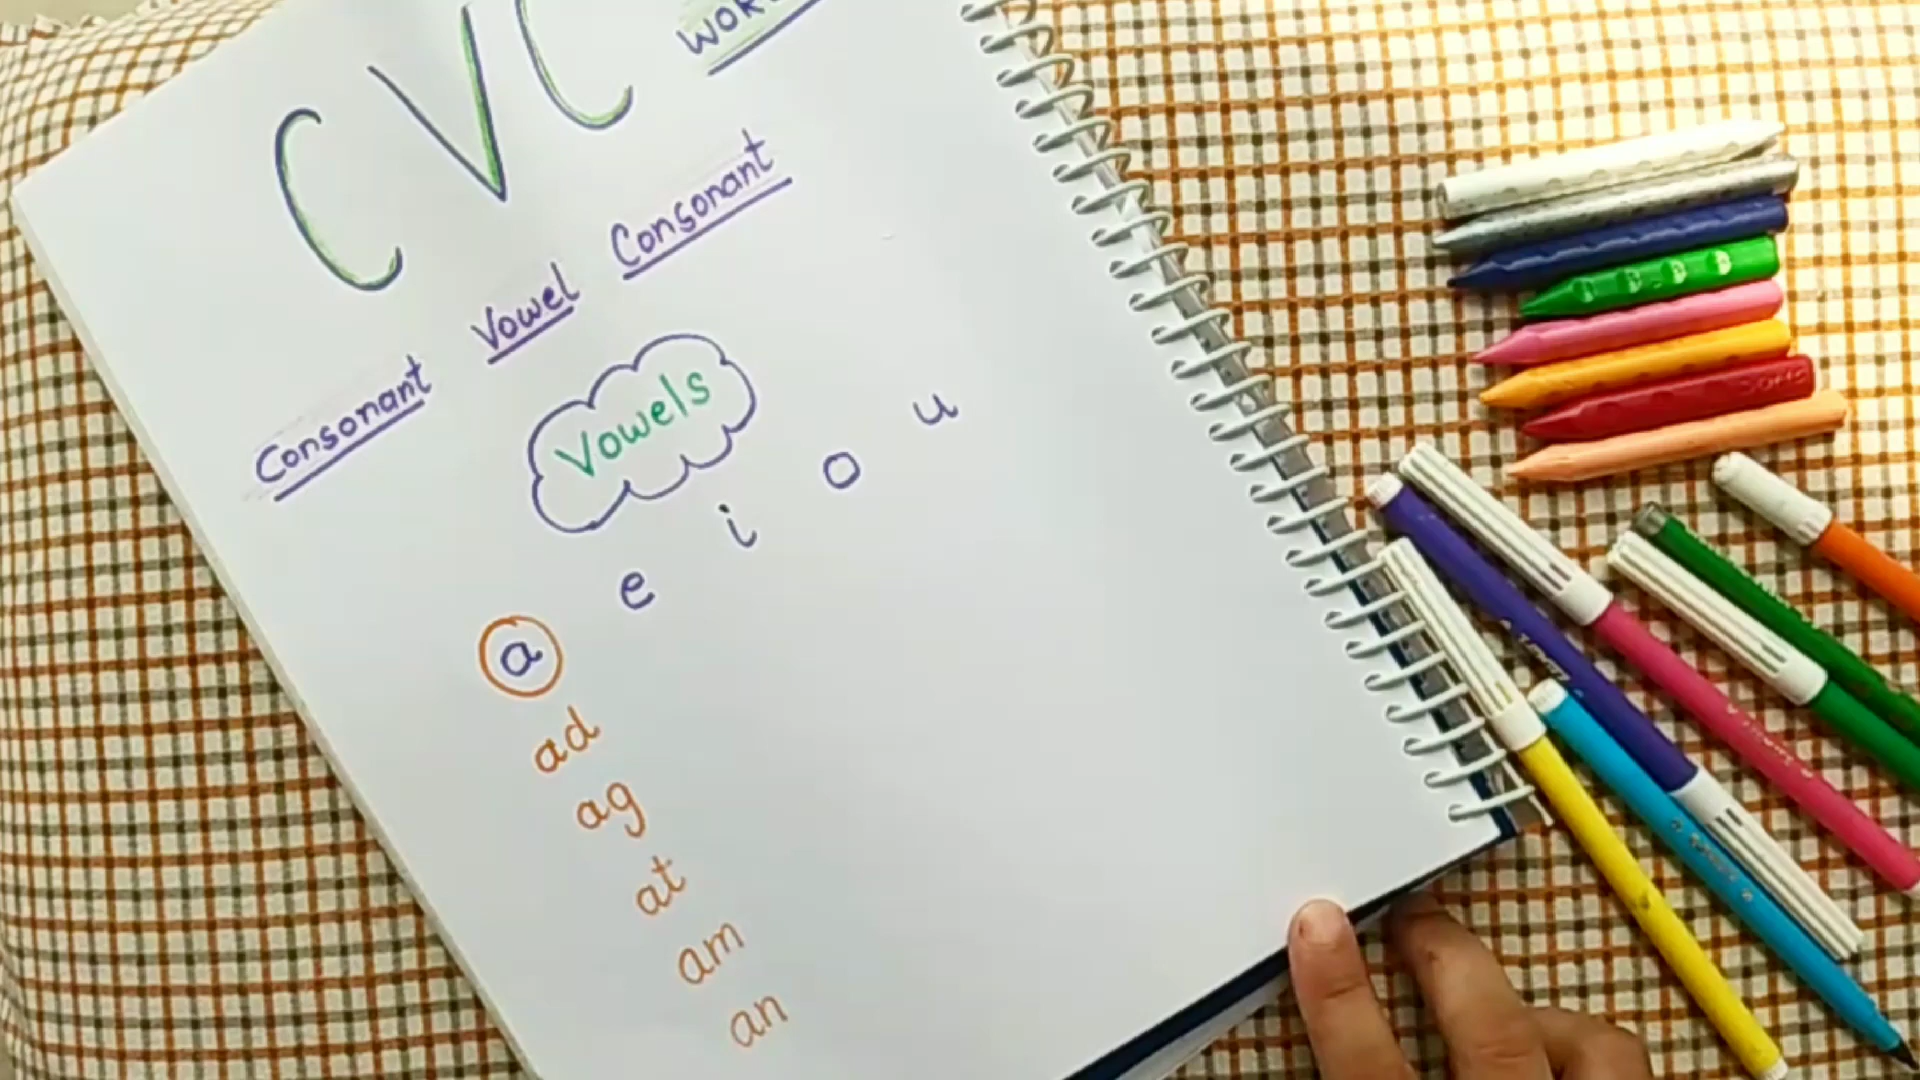 CVC
Consonant Vowel Consonant
Vowels
a e i o u
ad
ag
at
am
an